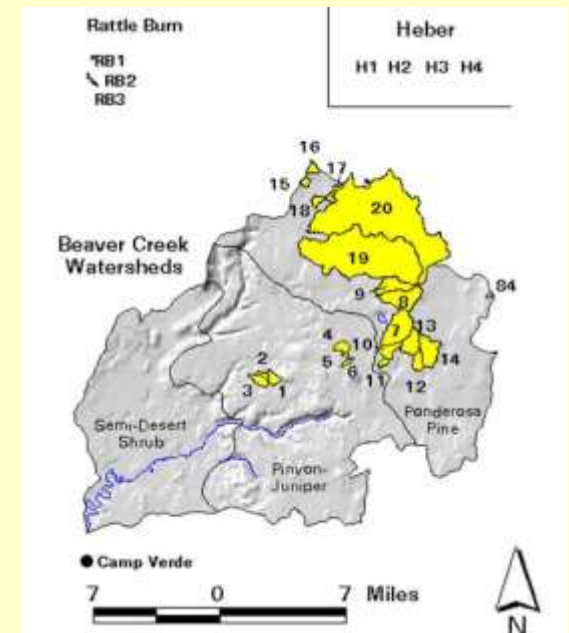 Rattle Burn
RB1
RB2
RB3
Heber
H1 H2 H3 H4
16
17
15
18
20
Beaver Creek
Watersheds
19
84
9
8
7
13
4
10
5
6
14
11
12
2
3
1
Ponderosa
Pine
Semi-Desert
Shrub
Pinyon-
Juniper
Camp Verde
7 0 7 Miles
N